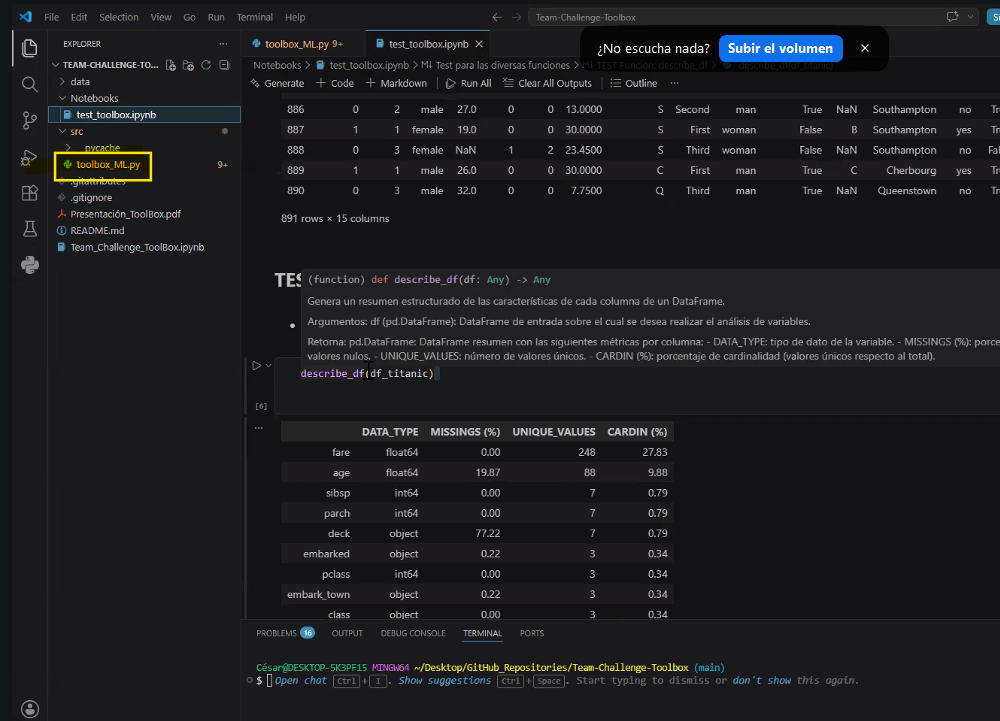 File Edit Selection View Go Run Terminal Help
Team-Challenge-Toolbox
¿No escucha nada? Subir el volumen
EXPLORER
TEAM-CHALLENGE-TO...
data
Notebooks
test_toolbox.ipynb
src
__pycache__
toolbox_ML.py 9+
.gitattributes
.gitignore
Presentación_ToolBox.pdf
README.md
Team_Challenge_ToolBox.ipynb
toolbox_ML.py 9+ test_toolbox.ipynb
Notebooks > test_toolbox.ipynb > Test para las diversas funciones >
Generate + Code + Markdown Run All Clear All Outputs Outline ...
886 0 2 male 27.0 0 0 13.0000 S Second man True NaN Southampton no T
887 1 1 female 19.0 0 0 30.0000 S First woman False B Southampton yes
888 0 3 female NaN 1 2 23.4500 S Third woman False NaN Southampton no Fal
889 1 1 male 26.0 0 0 30.0000 C First man True C Cherbourg yes T
890 0 3 male 32.0 0 0 7.7500 Q Third man True NaN Queenstown no T
891 rows × 15 columns
TES
(function) def describe_df(df: Any) -> Any
Genera un resumen estructurado de las características de cada columna de un DataFrame.
Argumentos: df (pd.DataFrame): DataFrame de entrada sobre el cual se desea realizar el análisis de variables.
Retorna: pd.DataFrame: DataFrame resumen con las siguientes métricas por columna: - DATA_TYPE: tipo de dato de la variable. - MISSINGS (%): porce
valores nulos. - UNIQUE_VALUES: número de valores únicos. - CARDIN (%): porcentaje de cardinalidad (valores únicos respecto al total).
describe_df(df_titanic)
[6]
...
DATA_TYPE MISSINGS (%) UNIQUE_VALUES CARDIN (%)
fare float64 0.00 248 27.83
age float64 19.87 88 9.88
sibsp int64 0.00 7 0.79
parch int64 0.00 7 0.79
deck object 77.22 7 0.79
embarked object 0.22 3 0.34
pclass int64 0.00 3 0.34
embark_town object 0.22 3 0.34
class object 0.00 3 0.34
PROBLEMS 16 OUTPUT DEBUG CONSOLE TERMINAL PORTS
César@DESKTOP-5K3PF15 MINGW64 ~/Desktop/GitHub_Repositories/Team-Challenge-Toolbox (main)
$ Open chat Ctrl+I. Show suggestions Ctrl+Space. Start typing to dismiss or don't show this again.